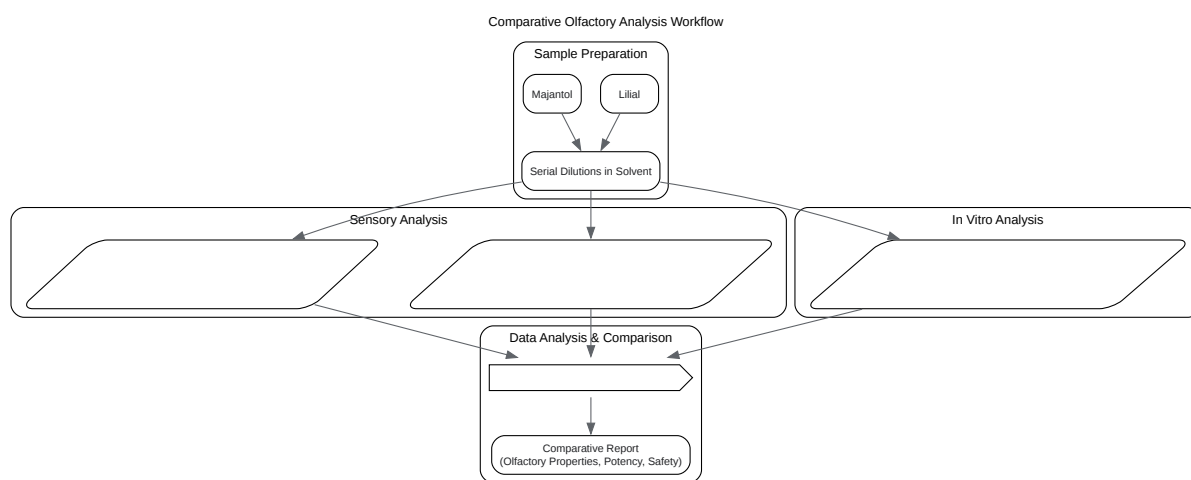 Comparative Olfactory Analysis Workflow
Sample Preparation
Majantol
Lilial
Serial Dilutions in Solvent
Sensory Analysis
In Vitro Analysis
Data Analysis & Comparison
Comparative Report
(Olfactory Properties, Potency, Safety)